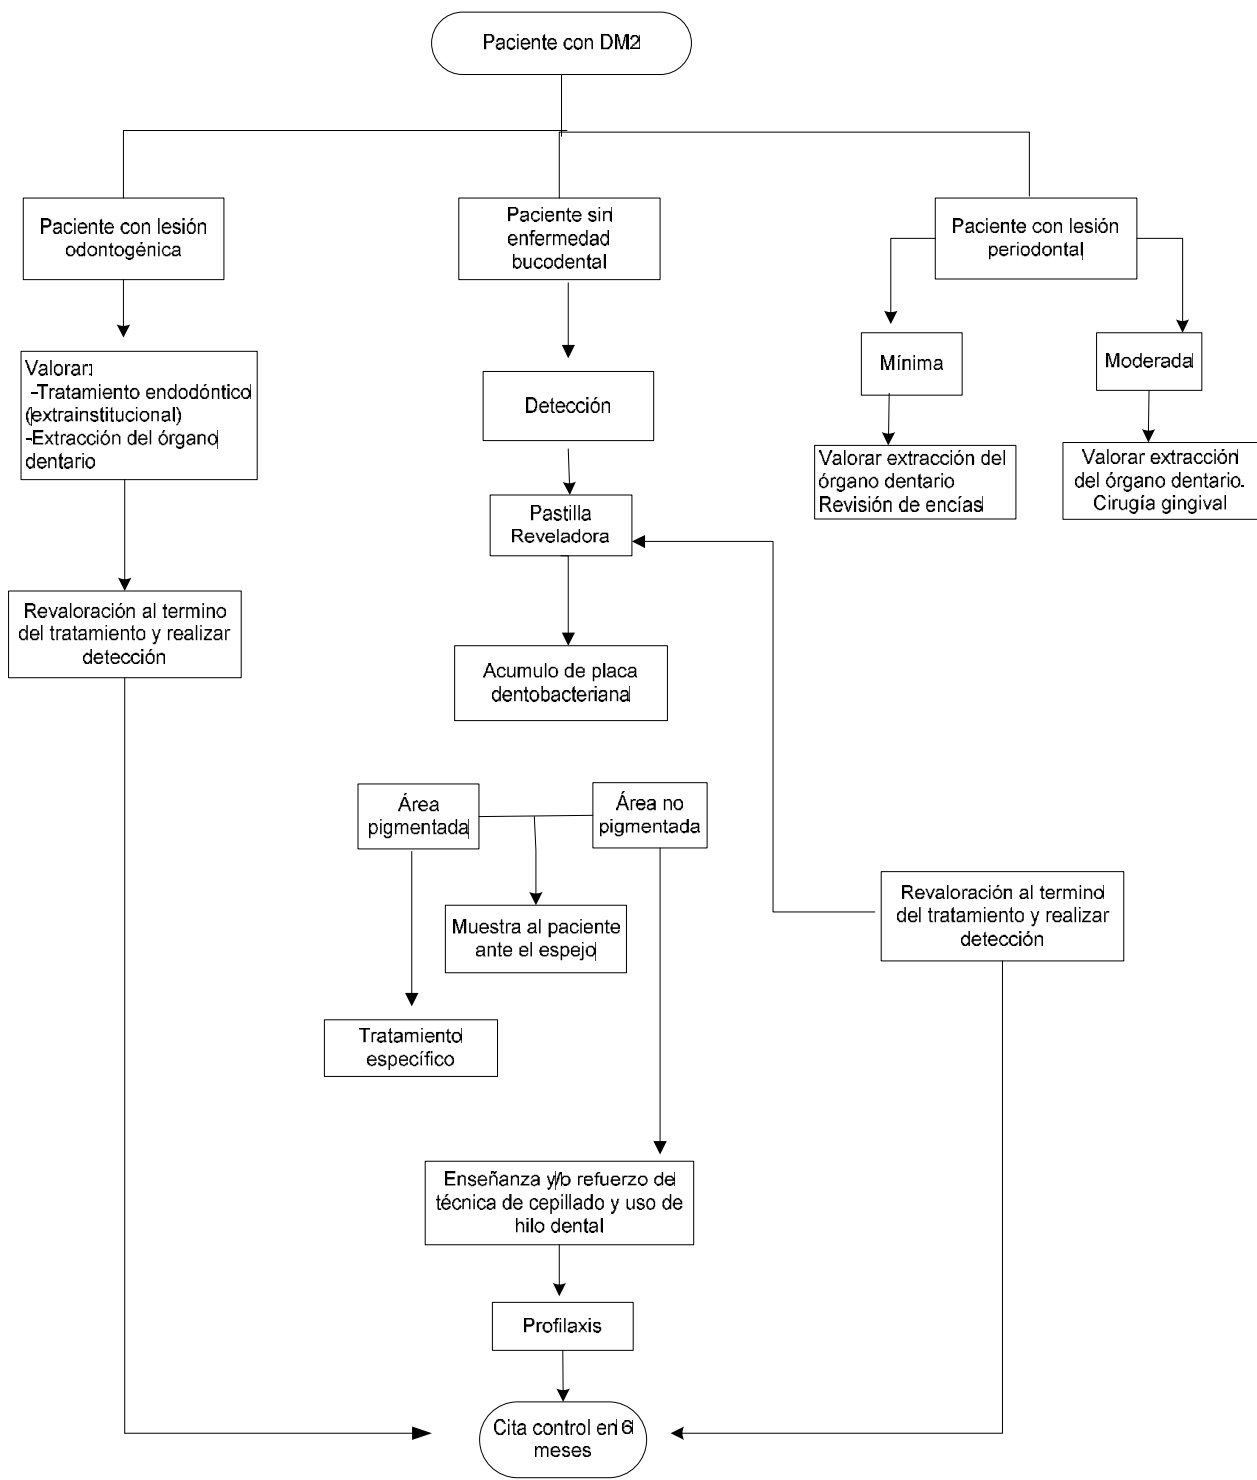 Paciente con DM2
Paciente con lesión
odontogénica
Paciente sin
enfermedad
bucodental
Paciente con lesión
periodontal
Mínima
Moderada
Valorar:
-Tratamiento endodóntico
(extrainstitucional)
-Extracción del órgano
dentario
Detección
Valorar extracción del
órgano dentario
Revisión de encías
Valorar extracción
del órgano dentario.
Cirugía gingival
Pastilla
Reveladora
Revaloración al termino
del tratamiento y realizar
detección
Acumulo de placa
dentobacteriana
Área
pigmentada
Área no
pigmentada
Muestra al paciente
ante el espejo
Revaloración al termino
del tratamiento y realizar
detección
Tratamiento
específico
Enseñanza y/o refuerzo de
técnica de cepillado y uso de
hilo dental
Profilaxis
Cita control en 6
meses